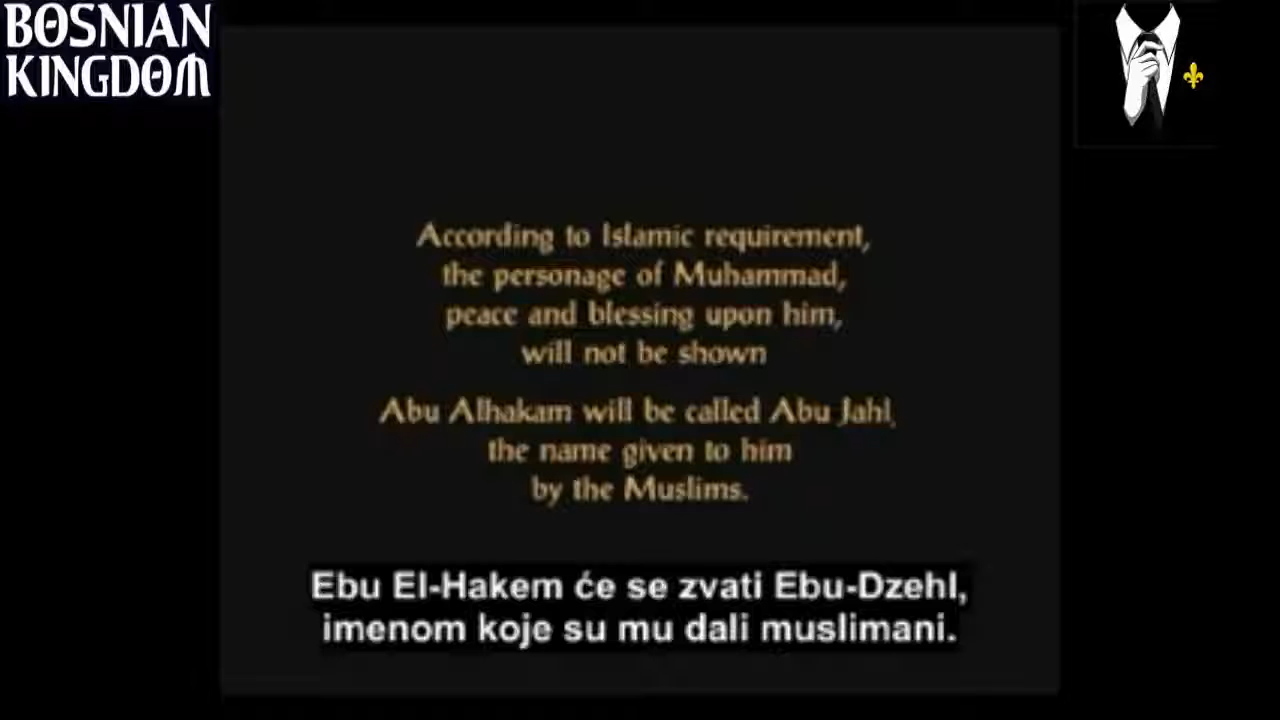 BOSNIAN
KINGDOM
According to Islamic requirement,
the personage of Muhammad,
peace and blessing upon him,
will not be shown
Abu Alhakam will be called Abu Jahl,
the name given to him
by the Muslims.
Ebu El-Hakem će se zvati Ebu-Dzehl,
imenom koje su mu dali muslimani.